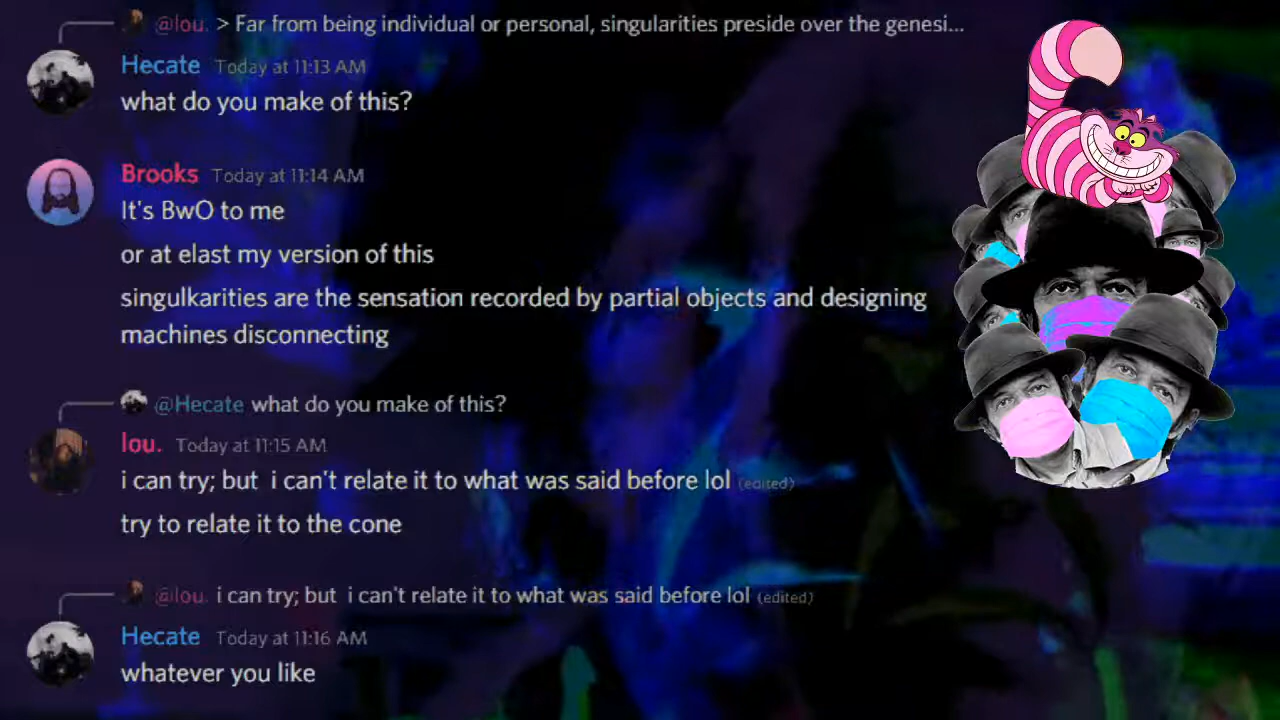 @lou. > Far from being individual or personal, singularities preside over the genesi...
Hecate Today at 11:13 AM
what do you make of this?
Brooks Today at 11:14 AM
It's BwO to me
or at elast my version of this
singulkarities are the sensation recorded by partial objects and designing
machines disconnecting
@Hecate what do you make of this?
lou. Today at 11:15 AM
i can try; but i can't relate it to what was said before lol (edited)
try to relate it to the cone
@lou. i can try; but i can't relate it to what was said before lol (edited)
Hecate Today at 11:16 AM
whatever you like